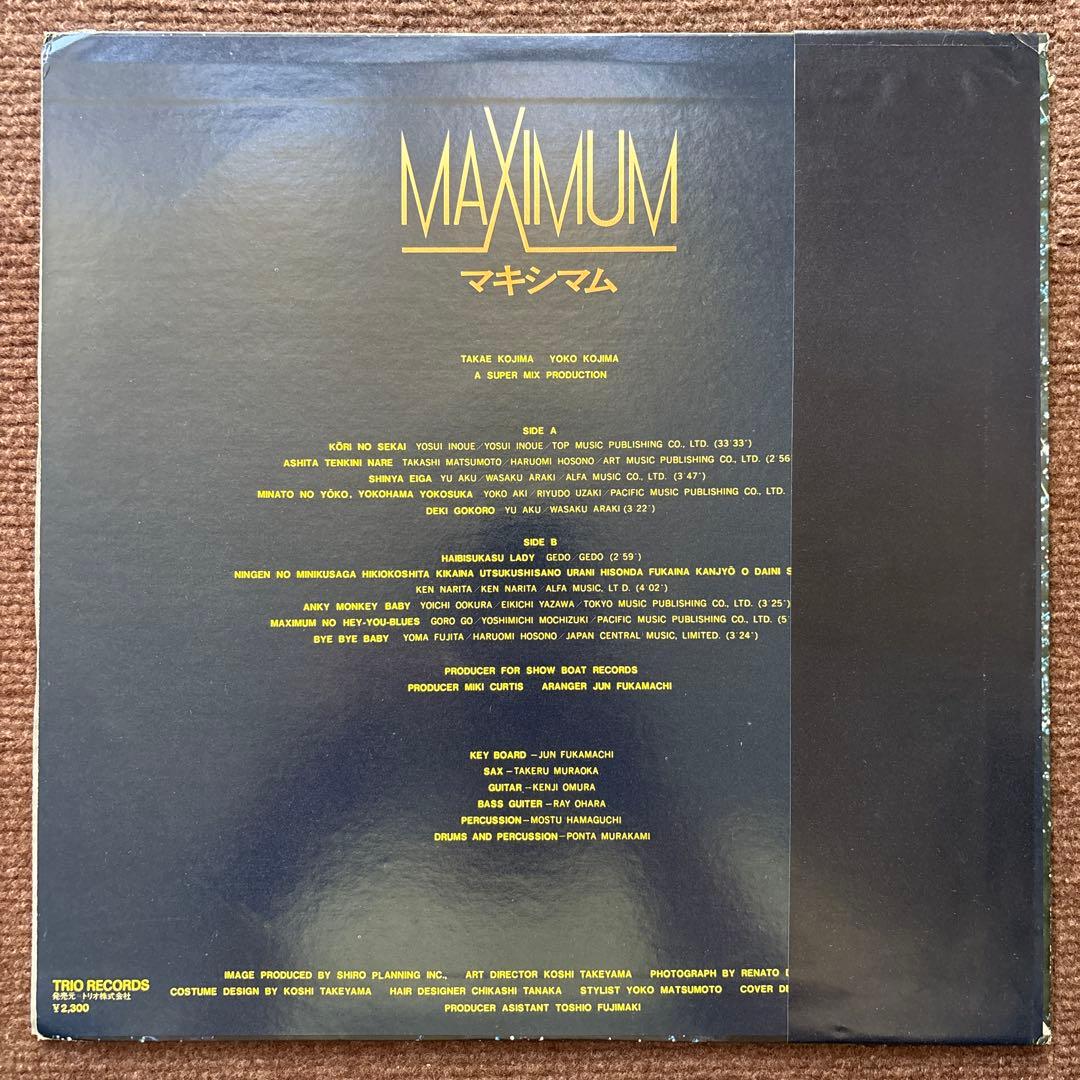 MAXIMUM
マキシマム
TAKAE KOJIMA YOKO KOJIMA
A SUPER MIX PRODUCTION
SIDE A
KŌRI NO SEKAI YOSUI INOUE/YOSUI INOUE/TOP MUSIC PUBLISHING CO., LTD. (33'33")
ASHITA TENKINI NARE TAKASHI MATSUMOTO/HARUOMI HOSONO/ART MUSIC PUBLISHING CO., LTD. (2'56
SHINYA EIGA YU AKU/WASAKU ARAKI/ALFA MUSIC CO., LTD. (3'47")
MINATO NO YŌKO, YOKOHAMA YOKOSUKA YOKO AKI/RIYUDO UZAKI/PACIFIC MUSIC PUBLISHING CO., LTD.
DEKI GOKORO YU AKU/WASAKU ARAKI (3'22")
SIDE B
HAIBISUKASU LADY GEDO/GEDO (2'59")
NINGEN NO MINIKUSAGA HIKIOKOSHITA KIKAINA UTSUKUSHISANO URANI HISONDA FUKAINA KANJYŌ O DAINI S
KEN NARITA/KEN NARITA/ALFA MUSIC, LT D. (4'02")
ANKY MONKEY BABY YOICHI OOKURA/EIKICHI YAZAWA/TOKYO MUSIC PUBLISHING CO., LTD. (3'25")
MAXIMUM NO HEY-YOU-BLUES GORO GO/YOSHIMICHI MOCHIZUKI/PACIFIC MUSIC PUBLISHING CO., LTD. (5'
BYE BYE BABY YOMA FUJITA/HARUOMI HOSONO/JAPAN CENTRAL MUSIC, LIMITED. (3'24")
PRODUCER FOR SHOW BOAT RECORDS
PRODUCER MIKI CURTIS ARANGER JUN FUKAMACHI
KEY BOARD—JUN FUKAMACHI
SAX—TAKERU MURAOKA
GUITAR—KENJI OMURA
BASS GUITER—RAY OHARA
PERCUSSION—MOSTU HAMAGUCHI
DRUMS AND PERCUSSION—PONTA MURAKAMI
IMAGE PRODUCED BY SHIRO PLANNING INC., ART DIRECTOR KOSHI TAKEYAMA PHOTOGRAPH BY RENATO D
COSTUME DESIGN BY KOSHI TAKEYAMA HAIR DESIGNER CHIKASHI TANAKA STYLIST YOKO MATSUMOTO COVER DE
PRODUCER ASISTANT TOSHIO FUJIMAKI
TRIO RECORDS
発売元=トリオ株式会社
¥2,300